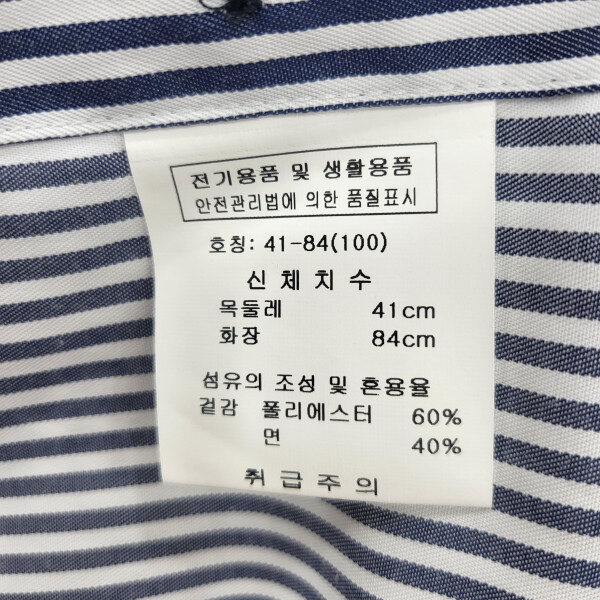 전기용품 및 생활용품
안전관리법에 의한 품질표시
호칭: 41-84(100)
신체치수
목둘레 41cm
화장 84cm
섬유의 조성 및 혼용율
겉감 폴리에스터 60%
면 40%
취급주의